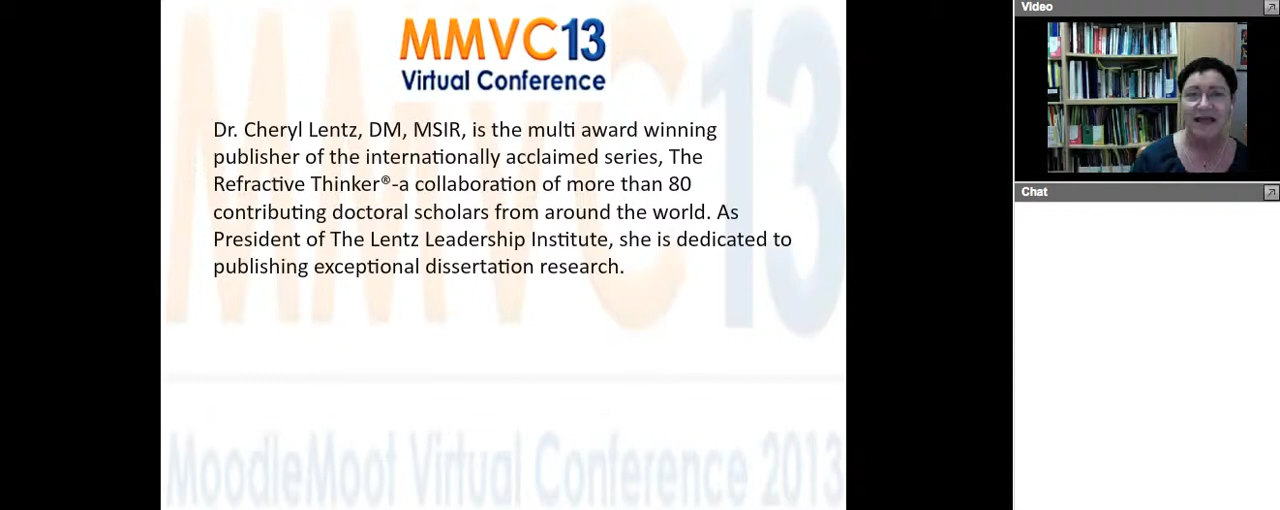 MMVC13
Virtual Conference
Dr. Cheryl Lentz, DM, MSIR, is the multi award winning
publisher of the internationally acclaimed series, The
Refractive Thinker®-a collaboration of more than 80
contributing doctoral scholars from around the world. As
President of The Lentz Leadership Institute, she is dedicated to
publishing exceptional dissertation research.
MMVC13
MoodleMoot Virtual Conference 2013
Video
Chat